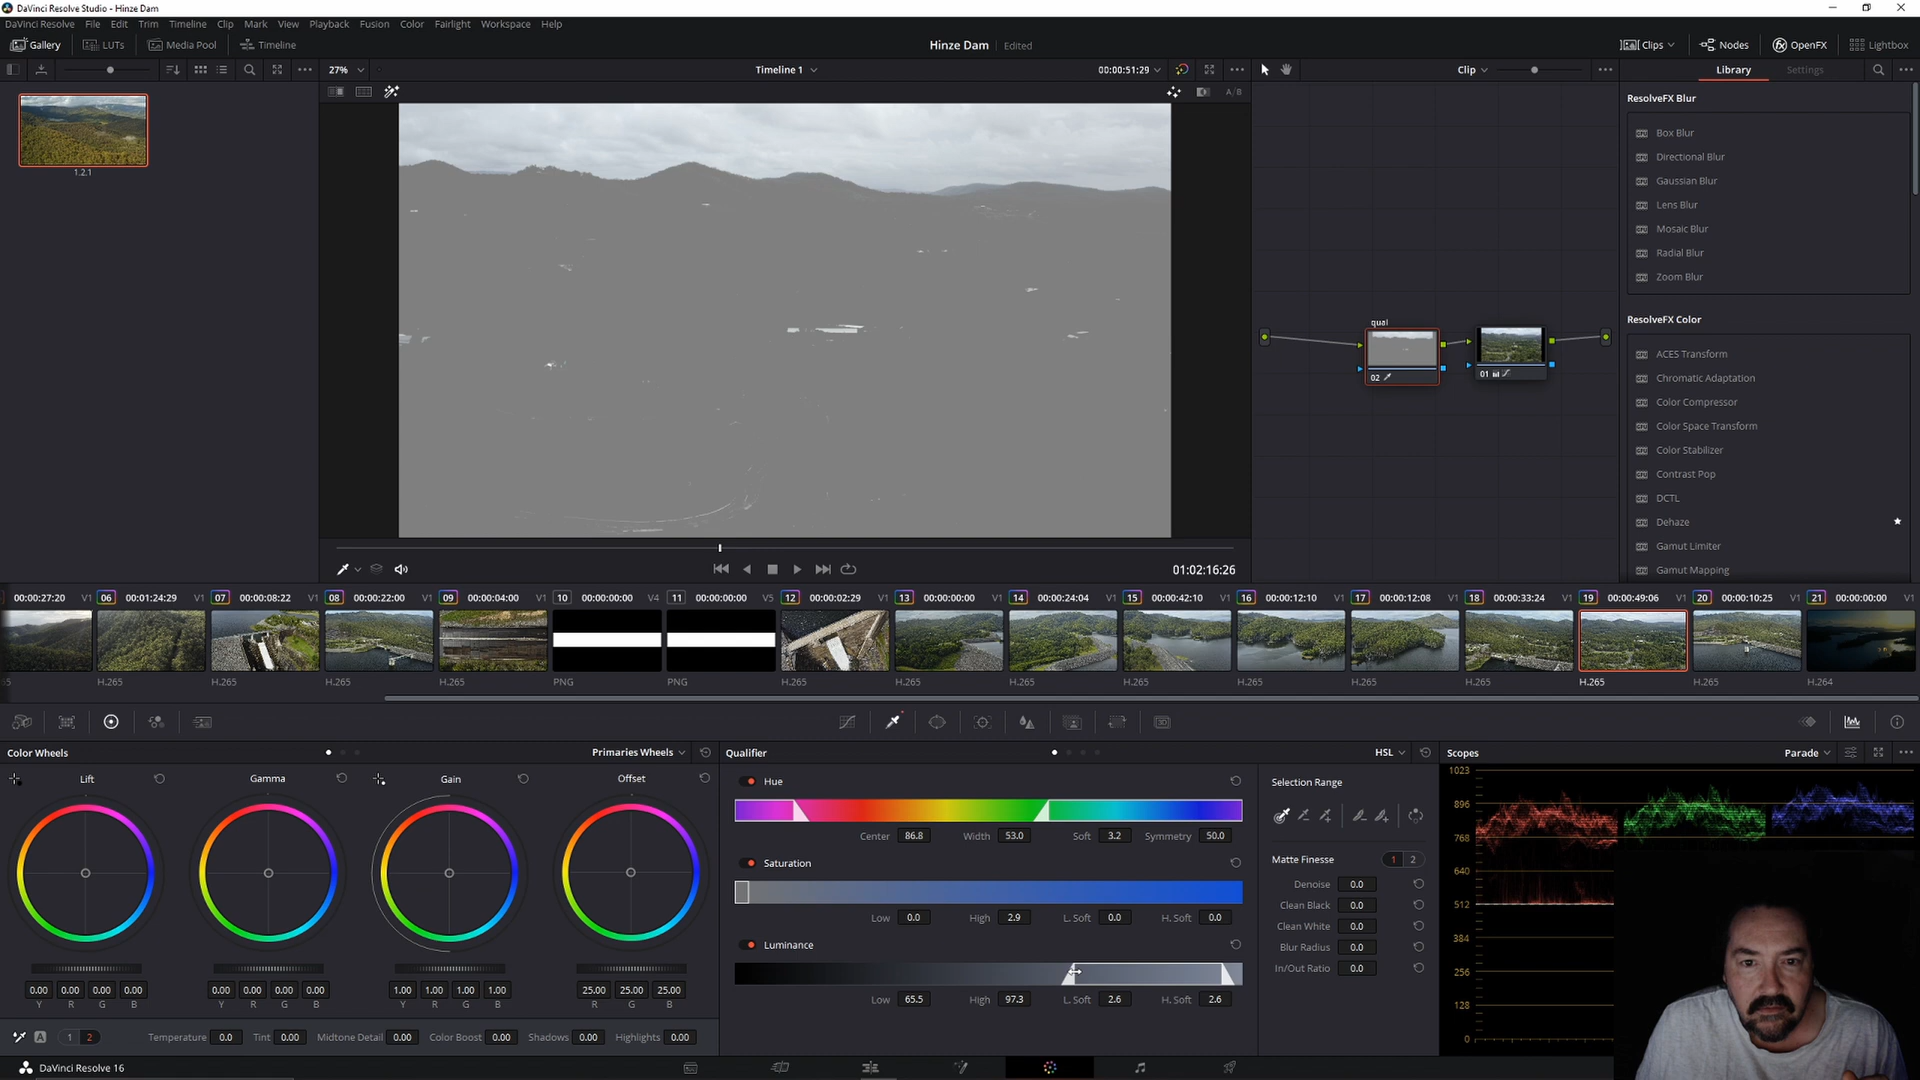 DaVinci Resolve Studio - Hinze Dam
DaVinci Resolve File Edit Trim Timeline Clip Mark View Playback Fusion Color Fairlight Workspace Help
Gallery LUTs Media Pool Timeline Hinze Dam Edited Clips Nodes OpenFX Lightbox
27% Timeline 1 00:00:51:29 Clip Library Settings
A/B
ResolveFX Blur
Box Blur
Directional Blur
Gaussian Blur
Lens Blur
Mosaic Blur
Radial Blur
Zoom Blur
1.2.1
ResolveFX Color
qual
02
01
ACES Transform
Chromatic Adaptation
Color Compressor
Color Space Transform
Color Stabilizer
Contrast Pop
DCTL
Dehaze
Gamut Limiter
Gamut Mapping
01:02:16:26
00:00:27:20 V1 06 00:01:24:29 V1 07 00:00:08:22 V1 08 00:00:22:00 V1 09 00:00:04:00 V1 10 00:00:00:00 V4 11 00:00:00:00 V5 12 00:00:02:29 V1 13 00:00:00:00 V1 14 00:00:24:04 V1 15 00:00:42:10 V1 16 00:00:12:10 V1 17 00:00:12:08 V1 18 00:00:33:24 V1 19 00:00:49:06 V1 20 00:00:10:25 V1 21 00:00:00:00 V1
H.265 H.265 H.265 H.265 PNG PNG H.265 H.265 H.265 H.265 H.265 H.265 H.265 H.265 H.265 H.264
Color Wheels Primaries Wheels Qualifier HSL Scopes Parade
Lift Gamma Gain Offset
Hue
Center 86.8 Width 53.0 Soft 3.2 Symmetry 50.0
Saturation
Low 0.0 High 2.9 L. Soft 0.0 H. Soft 0.0
Luminance
Low 65.5 High 97.3 L. Soft 2.6 H. Soft 2.6
Selection Range
Matte Finesse 1 2
Denoise 0.0
Clean Black 0.0
Clean White 0.0
Blur Radius 0.0
In/Out Ratio 0.0
1023
896
768
640
512
384
256
128
0
0.00 0.00 0.00 0.00 0.00 0.00 0.00 0.00 1.00 1.00 1.00 1.00 25.00 25.00 25.00
Y R G B Y R G B Y R G B R G B
A 1 2 Temperature 0.0 Tint 0.00 Midtone Detail 0.00 Color Boost 0.00 Shadows 0.00 Highlights 0.00
DaVinci Resolve 16